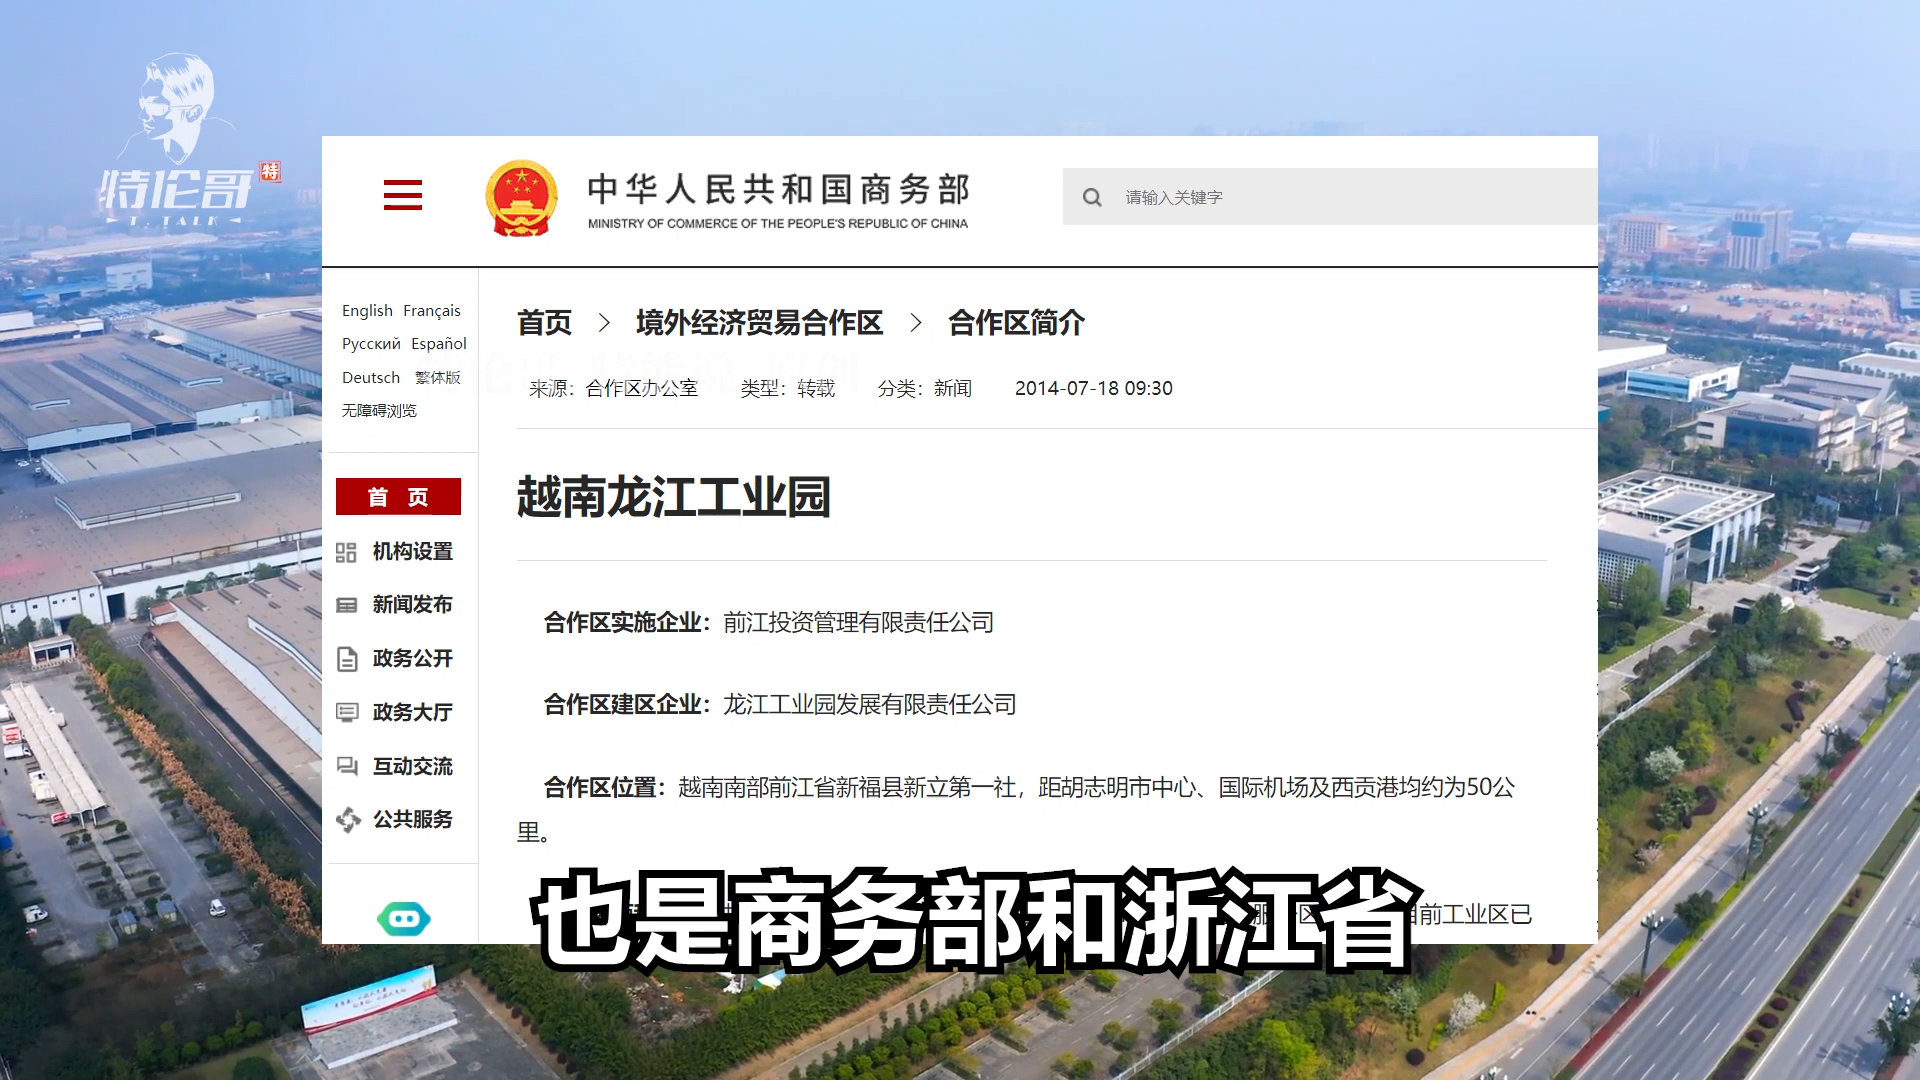 特伦哥
特
T. TALK
中华人民共和国商务部
MINISTRY OF COMMERCE OF THE PEOPLE'S REPUBLIC OF CHINA
请输入关键字
English Français
Русский Español
Deutsch 繁体版
无障碍浏览
首页 > 境外经济贸易合作区 > 合作区简介
来源：合作区办公室 类型：转载 分类：新闻 2014-07-18 09:30
越南龙江工业园
首 页
机构设置
新闻发布
政务公开
政务大厅
互动交流
公共服务
合作区实施企业：前江投资管理有限责任公司
合作区建区企业：龙江工业园发展有限责任公司
合作区位置：越南南部前江省新福县新立第一社，距胡志明市中心、国际机场及西贡港均约为50公
里。
前工业区已
也是商务部和浙江省